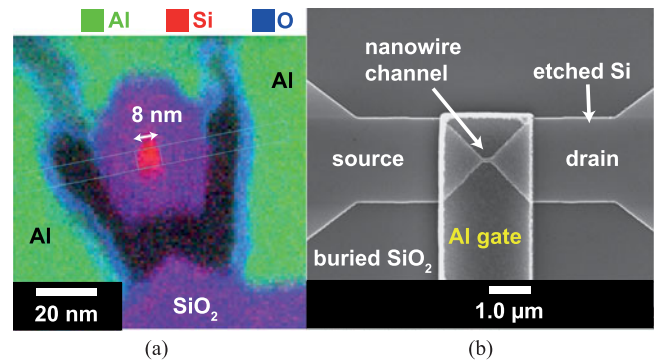 Al Si O
Al
8 nm
Al
SiO2
20 nm
(a)
nanowire
channel
etched Si
source
drain
Al gate
buried SiO2
1.0 μm
(b)